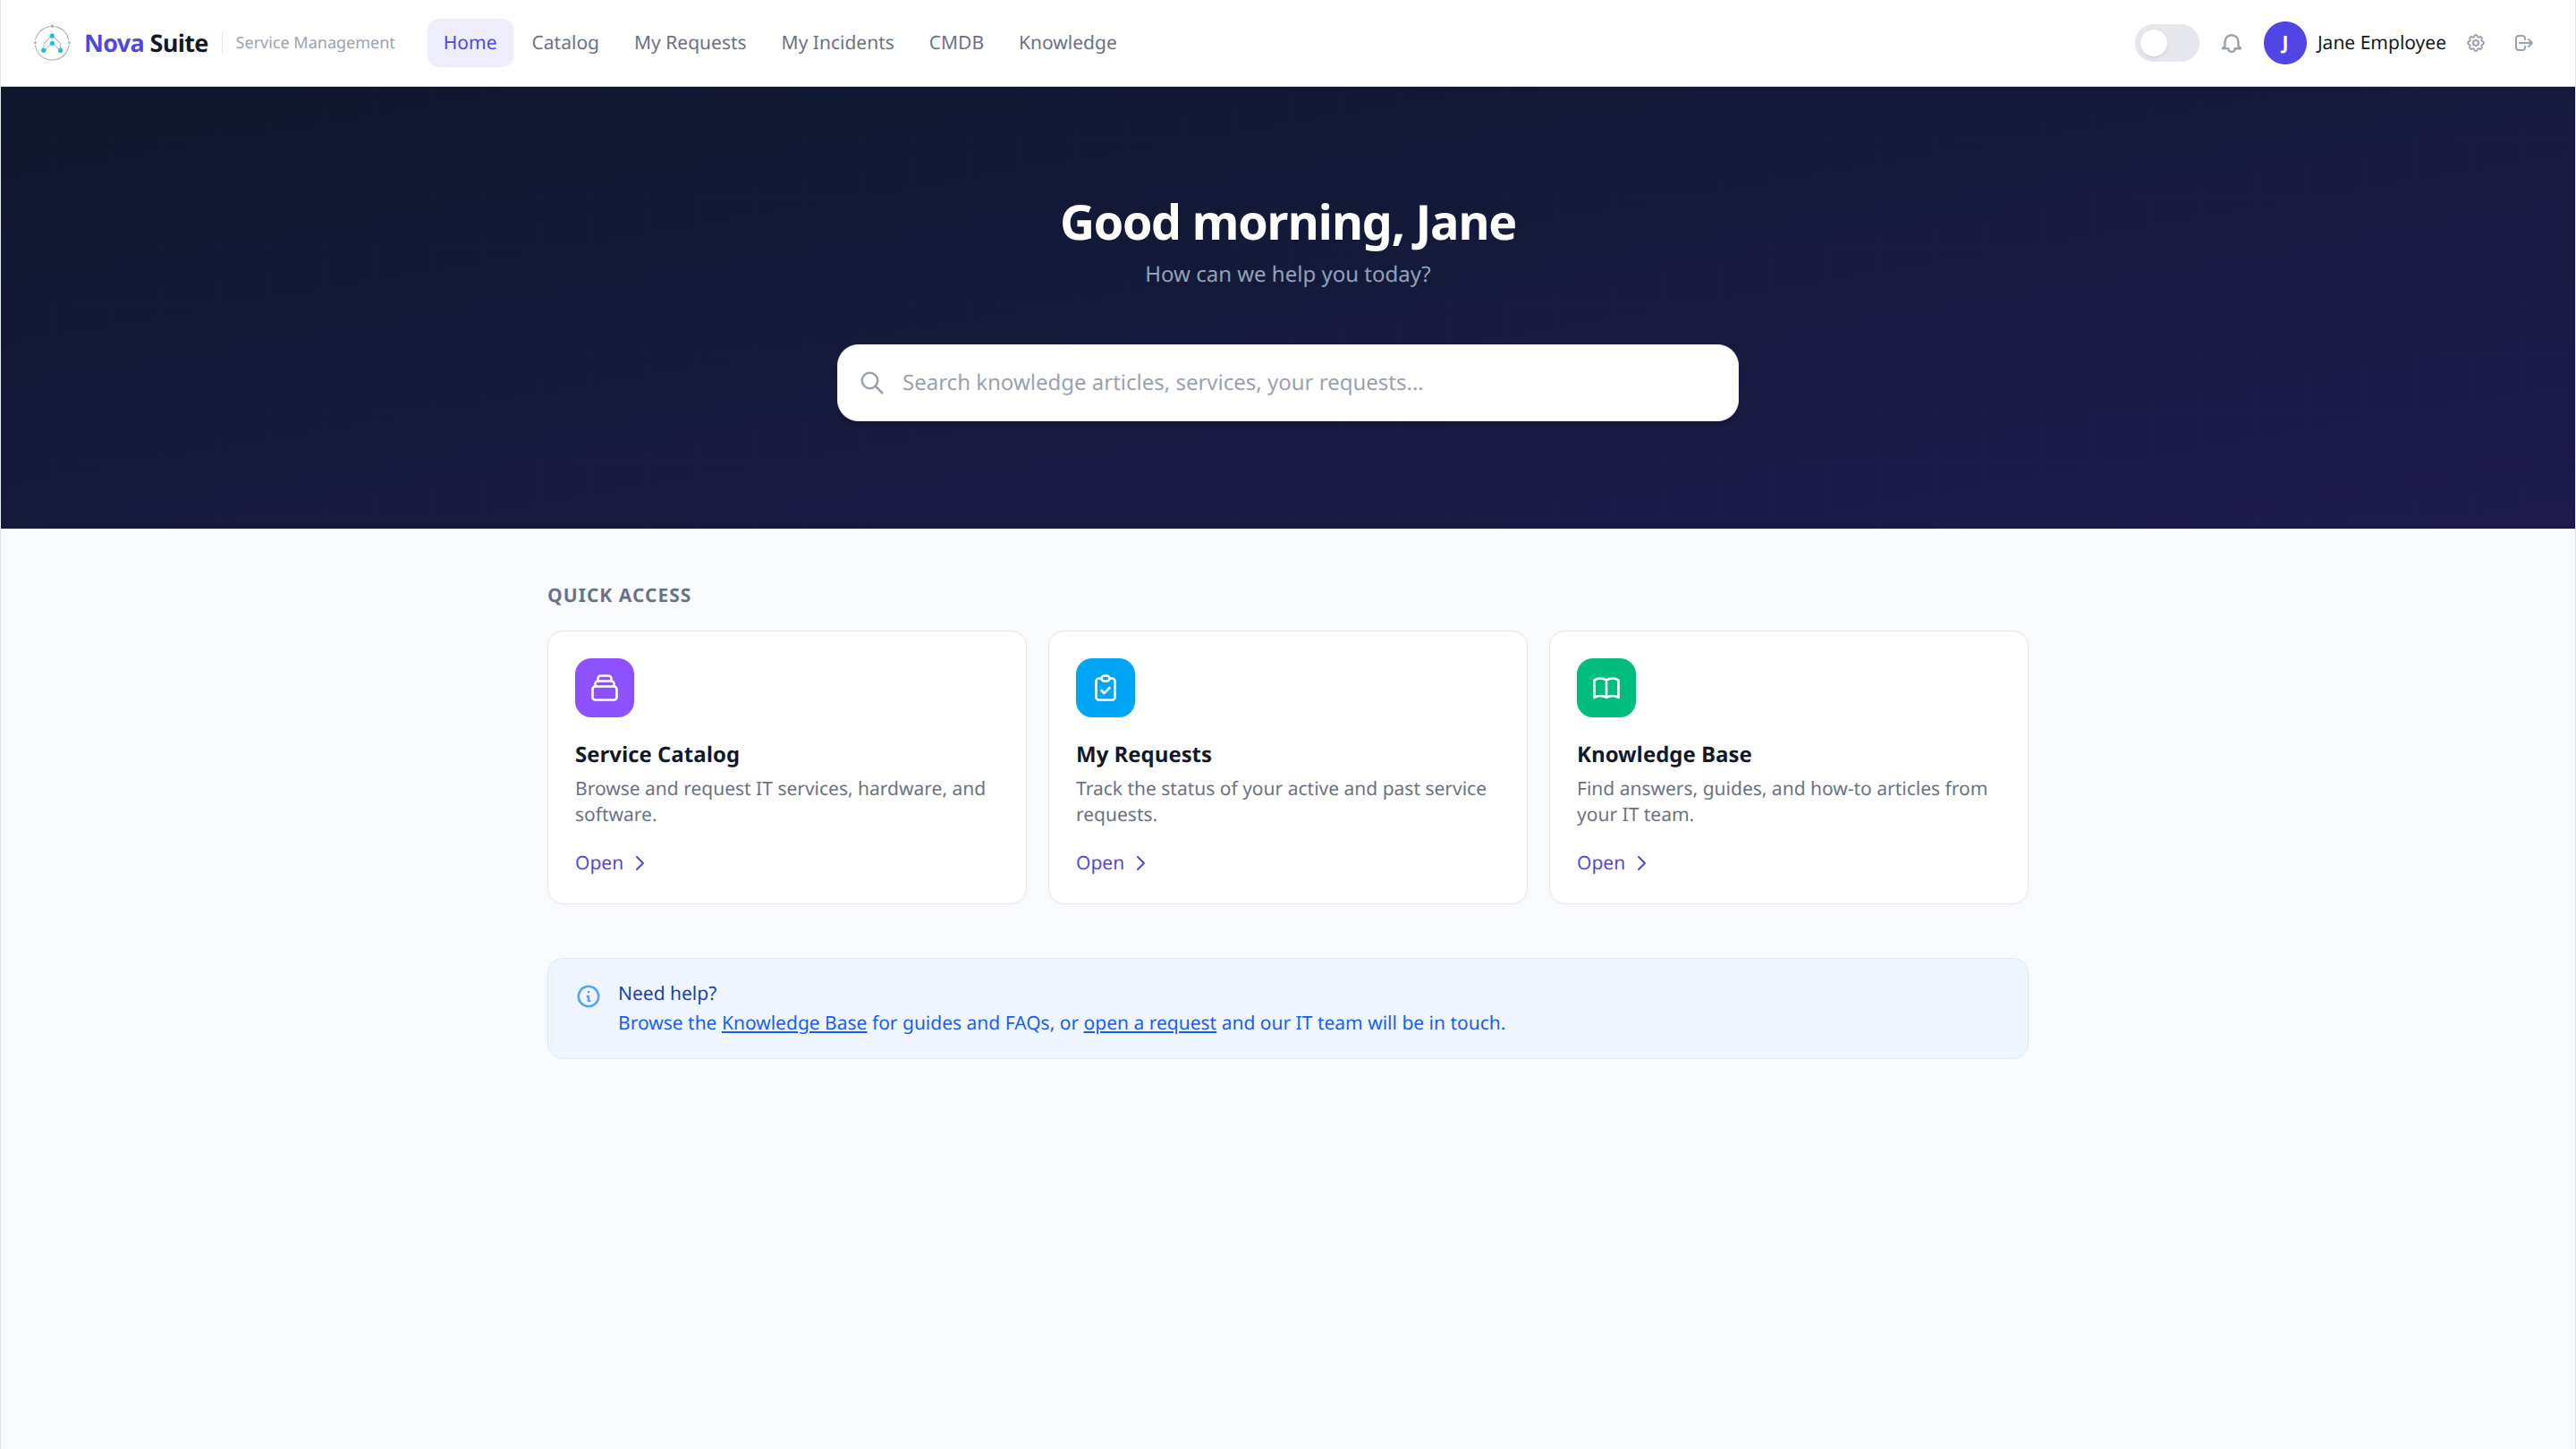 Nova Suite
Service Management
Home
Catalog
My Requests
My Incidents
CMDB
Knowledge
J
Jane Employee
Good morning, Jane
How can we help you today?
Search knowledge articles, services, your requests...
QUICK ACCESS
Service Catalog
Browse and request IT services, hardware, and
software.
Open
My Requests
Track the status of your active and past service
requests.
Open
Knowledge Base
Find answers, guides, and how-to articles from
your IT team.
Open
Need help?
Browse the Knowledge Base for guides and FAQs, or open a request and our IT team will be in touch.